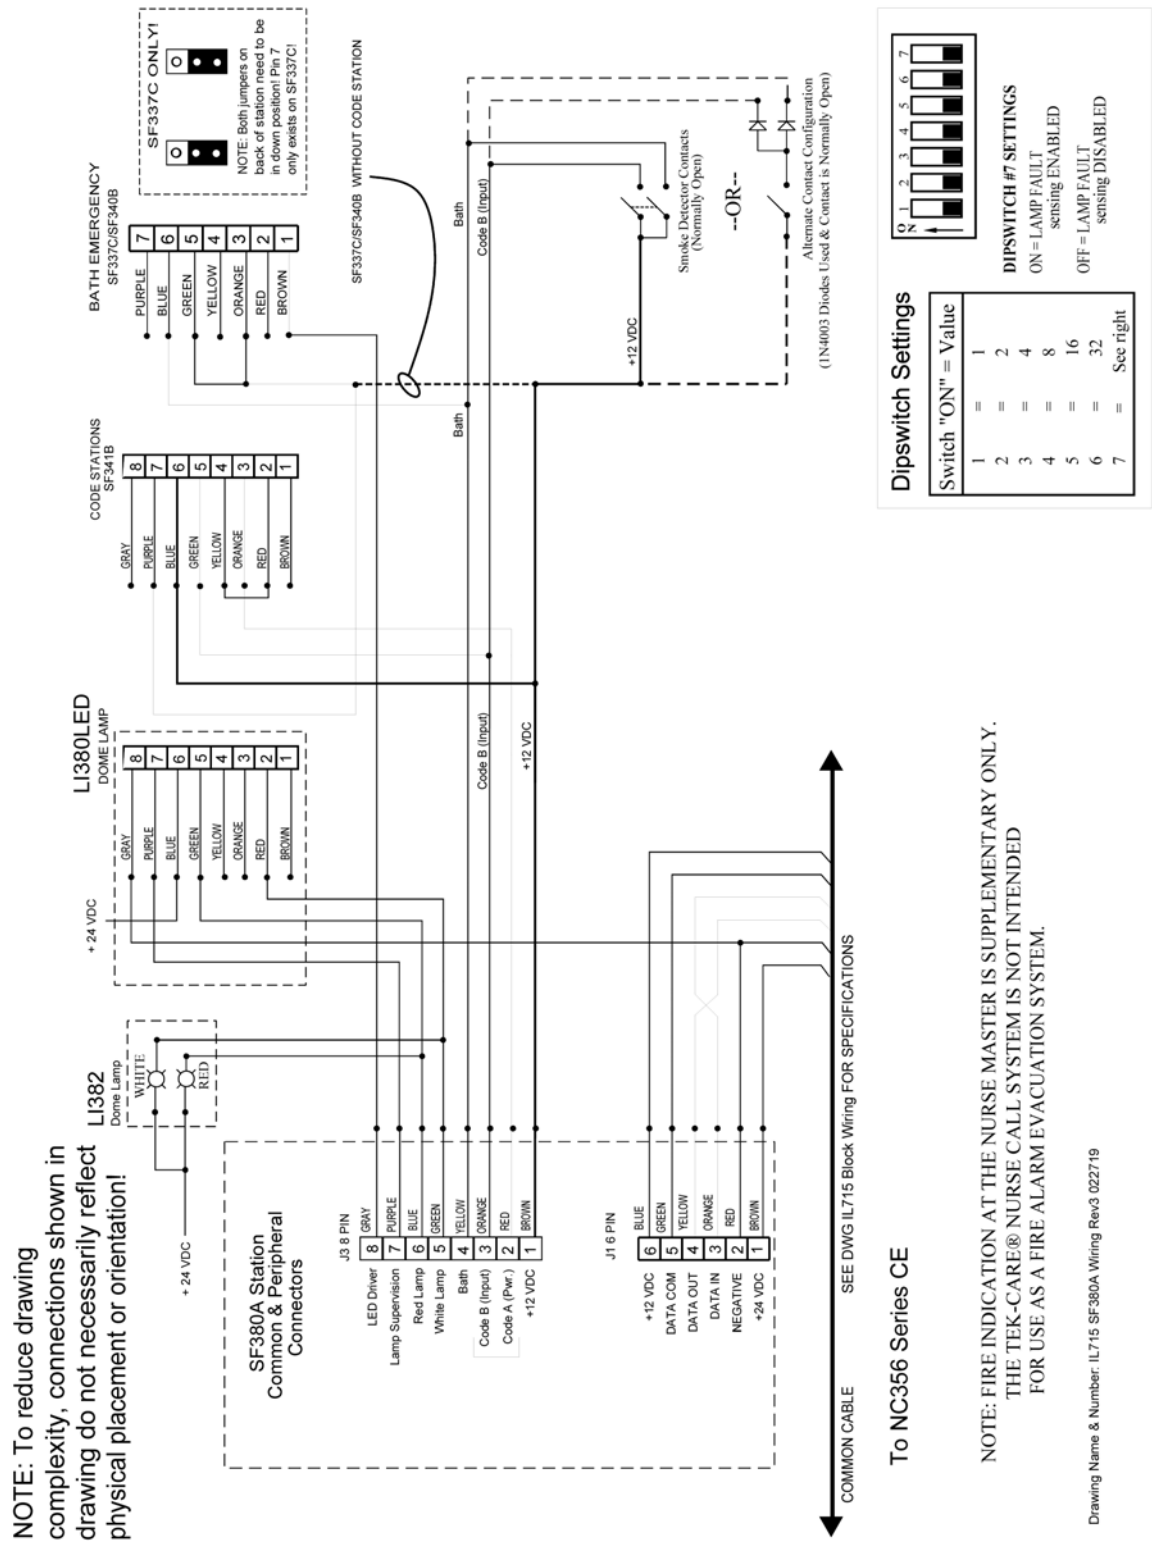 NOTE: To reduce drawing
complexity, connections shown in
drawing do not necessarily reflect
physical placement or orientation!
+ 24 VDC
LI382
Dome Lamp
WHITE
RED
+ 24 VDC
LI380LED
DOME LAMP
GRAY 8
PURPLE 7
BLUE 6
GREEN 5
YELLOW 4
ORANGE 3
RED 2
BROWN 1
CODE STATIONS
SF341B
GRAY 8
PURPLE 7
BLUE 6
GREEN 5
YELLOW 4
ORANGE 3
RED 2
BROWN 1
BATH EMERGENCY
SF337C/SF340B
PURPLE 7
BLUE 6
GREEN 5
YELLOW 4
ORANGE 3
RED 2
BROWN 1
SF337C ONLY!
NOTE: Both jumpers on
back of station need to be
in down position! Pin 7
only exists on SF337C!
SF337C/SF340B WITHOUT CODE STATION
SF380A Station
Common & Peripheral
Connectors
J3 8 PIN
LED Driver 8 GRAY
Lamp Supervision 7 PURPLE
Red Lamp 6 BLUE
White Lamp 5 GREEN
Bath 4 YELLOW
Code B (Input) 3 ORANGE
Code A (Pwr.) 2 RED
+12 VDC 1 BROWN
Code B (Input)
+12 VDC
Bath
Bath
Code B (Input)
+12 VDC
Smoke Detector Contacts
(Normally Open)
--OR--
Alternate Contact Configuration
(1N4003 Diodes Used & Contact is Normally Open)
J1 6 PIN
+12 VDC 6 BLUE
DATA COM 5 GREEN
DATA OUT 4 YELLOW
DATA IN 3 ORANGE
NEGATIVE 2 RED
+24 VDC 1 BROWN
COMMON CABLE
SEE DWG IL715 Block Wiring FOR SPECIFICATIONS
To NC356 Series CE
Dipswitch Settings
Switch "ON" = Value
1 = 1
2 = 2
3 = 4
4 = 8
5 = 16
6 = 32
7 = See right
ON
1 2 3 4 5 6 7
DIPSWITCH #7 SETTINGS
ON = LAMP FAULT
sensing ENABLED
OFF = LAMP FAULT
sensing DISABLED
NOTE: FIRE INDICATION AT THE NURSE MASTER IS SUPPLEMENTARY ONLY.
THE TEK-CARE® NURSE CALL SYSTEM IS NOT INTENDED
FOR USE AS A FIRE ALARM EVACUATION SYSTEM.
Drawing Name & Number: IL715 SF380A Wiring Rev3 022719